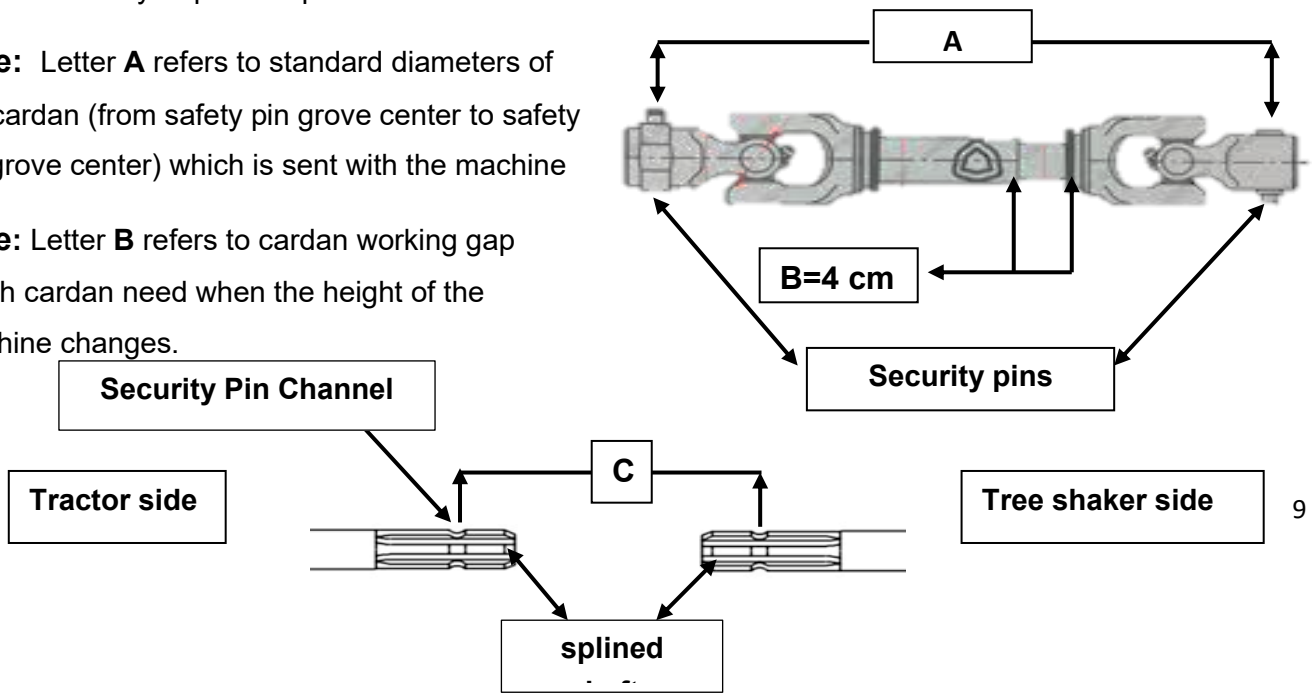 e: Letter A refers to standard diameters of
cardan (from safety pin grove center to safety
grove center) which is sent with the machine
e: Letter B refers to cardan working gap
h cardan need when the height of the
hine changes.
A
B=4 cm
Security pins
Security Pin Channel
C
Tractor side
Tree shaker side
9
splined